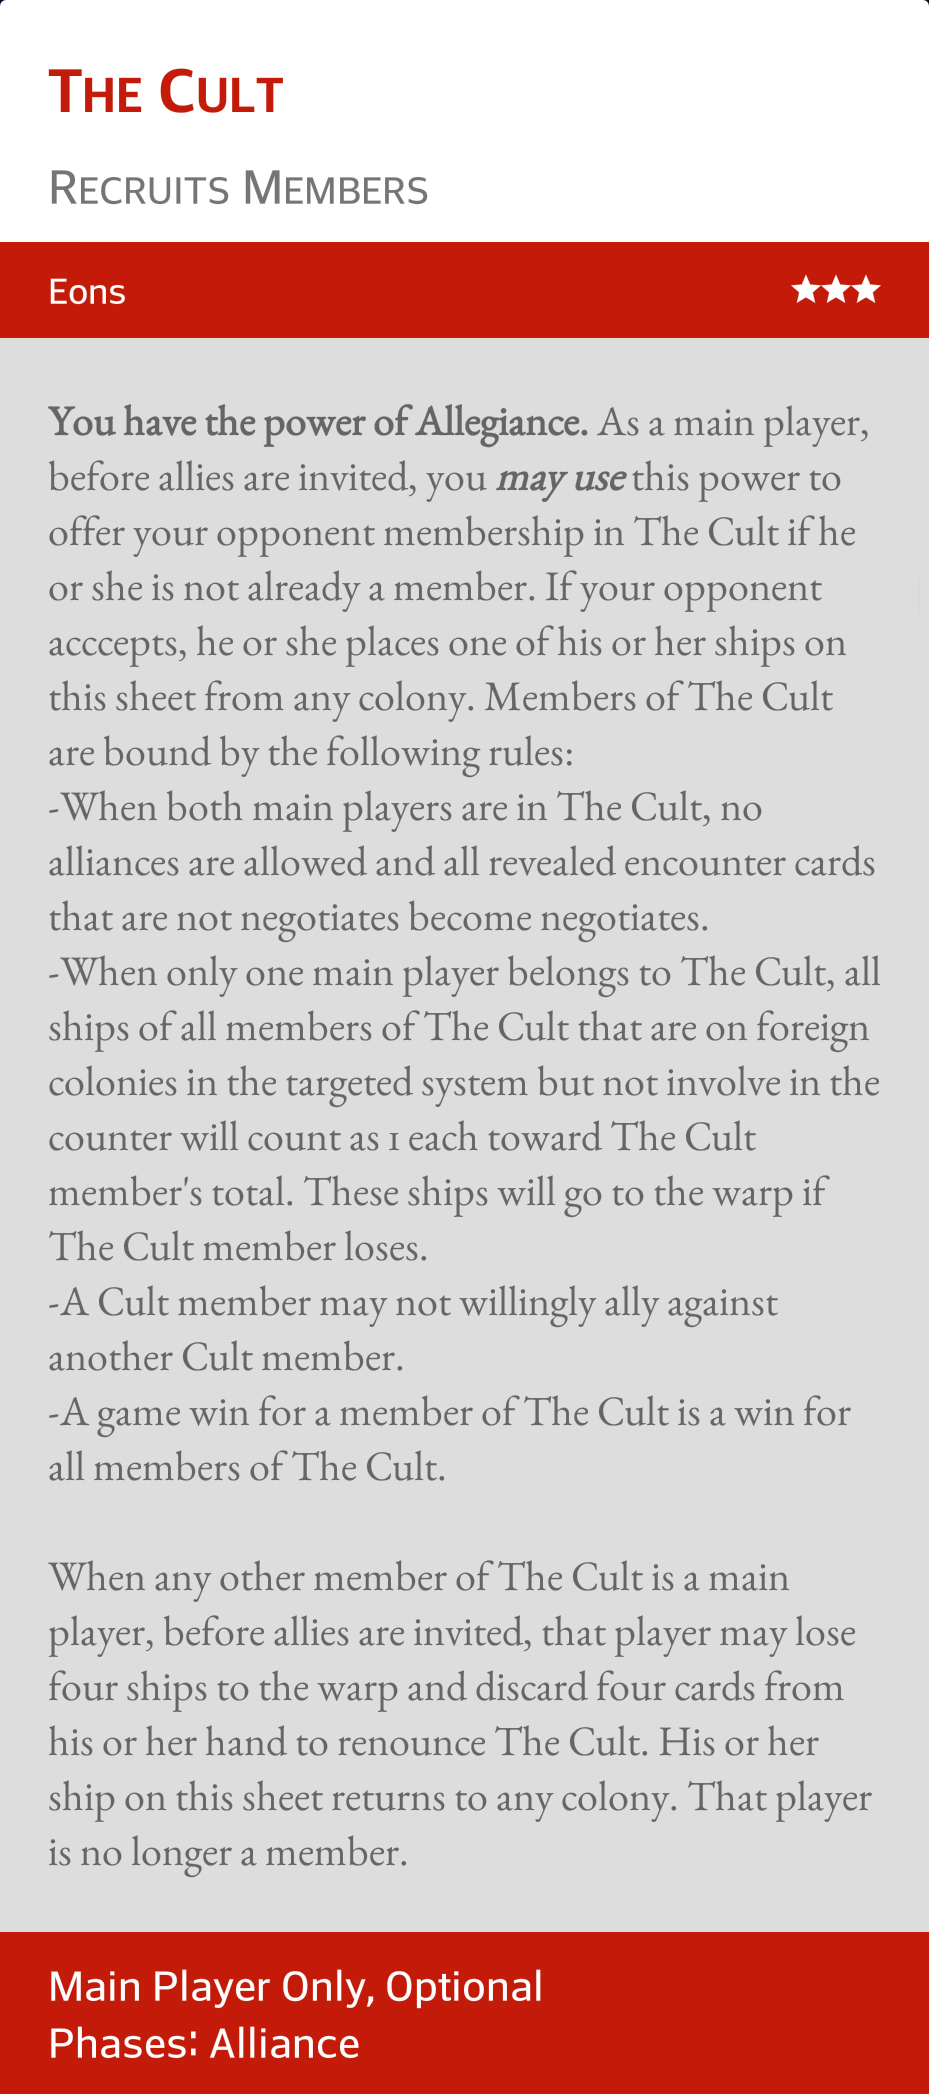 The Cult
Recruits Members
Eons
★★★
You have the power of Allegiance. As a main player,
before allies are invited, you may use this power to
offer your opponent membership in The Cult if he
or she is not already a member. If your opponent
acccepts, he or she places one of his or her ships on
this sheet from any colony. Members of The Cult
are bound by the following rules:
-When both main players are in The Cult, no
alliances are allowed and all revealed encounter cards
that are not negotiates become negotiates.
-When only one main player belongs to The Cult, all
ships of all members of The Cult that are on foreign
colonies in the targeted system but not involve in the
counter will count as 1 each toward The Cult
member's total. These ships will go to the warp if
The Cult member loses.
-A Cult member may not willingly ally against
another Cult member.
-A game win for a member of The Cult is a win for
all members of The Cult.
When any other member of The Cult is a main
player, before allies are invited, that player may lose
four ships to the warp and discard four cards from
his or her hand to renounce The Cult. His or her
ship on this sheet returns to any colony. That player
is no longer a member.
Main Player Only, Optional
Phases: Alliance